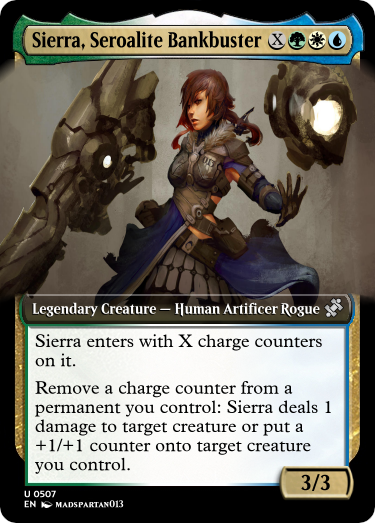 Sierra, Seroalite Bankbuster X
Legendary Creature — Human Artificer Rogue
Sierra enters with X charge counters
on it.
Remove a charge counter from a
permanent you control: Sierra deals 1
damage to target creature or put a
+1/+1 counter onto target creature
you control.
3/3
U 0507
EN MADSPARTAN013